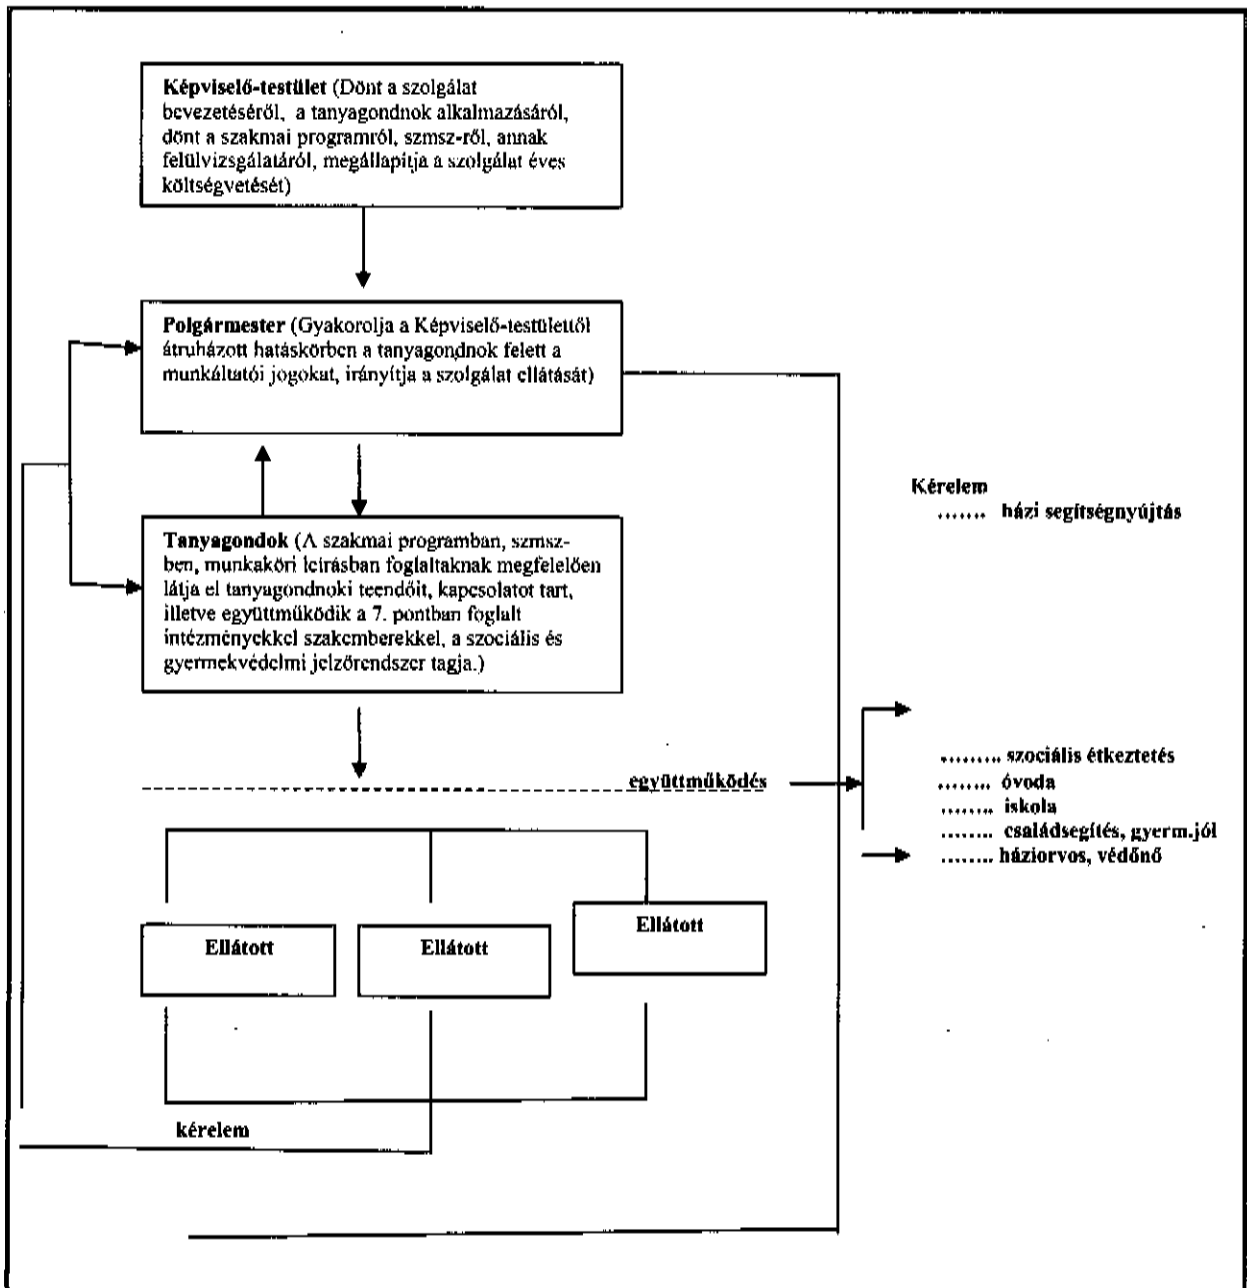 Képviselő-testület (Dönt a szolgálat
bevezetéséről, a tanyagondnok alkalmazásáról,
dönt a szakmai programról, szmsz-ről, annak
felülvizsgálatáról, megállapítja a szolgálat éves
költségvetését)
Polgármester (Gyakorolja a Képviselő-testülettől
átruházott hatáskörben a tanyagondnok felett a
munkáltatói jogokat, irányítja a szolgálat ellátását)
Kérelem
....... házi segítségnyújtás
Tanyagondok (A szakmai programban, szmsz-
ben, munkaköri leírásban foglaltaknak megfelelően
látja el tanyagondnoki teendőit, kapcsolatot tart,
illetve együttműködik a 7. pontban foglalt
intézményekkel szakemberekkel, a szociális és
gyermekvédelmi jelzőrendszer tagja.)
együttműködés
......... szociális étkeztetés
........ óvoda
........ iskola
........ családsegítés, gyerm.jól
........ háziorvos, védőnő
Ellátott
Ellátott
Ellátott
kérelem